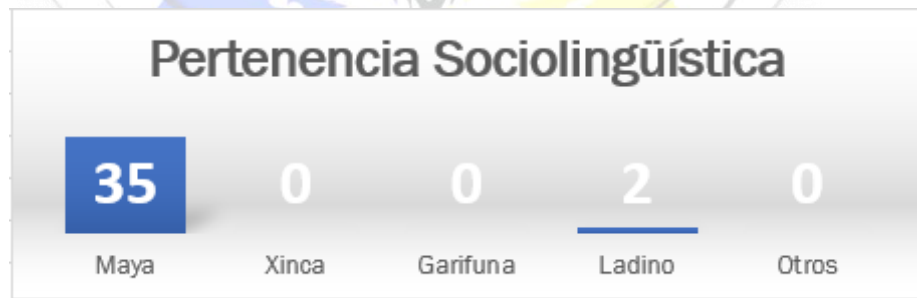 Pertenencia Sociolingüística
35 0 0 2 0
Maya Xinca Garifuna Ladino Otros